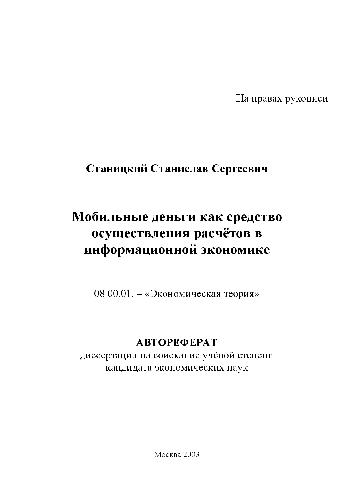 На правах рукописи
Станицкий Станислав Сергеевич
Мобильные деньги как средство
осуществления расчётов в
информационной экономике
08.00.01. – «Экономическая теория»
АВТОРЕФЕРАТ
диссертации на соискание учёной степени
кандидата экономических наук
Москва 2003